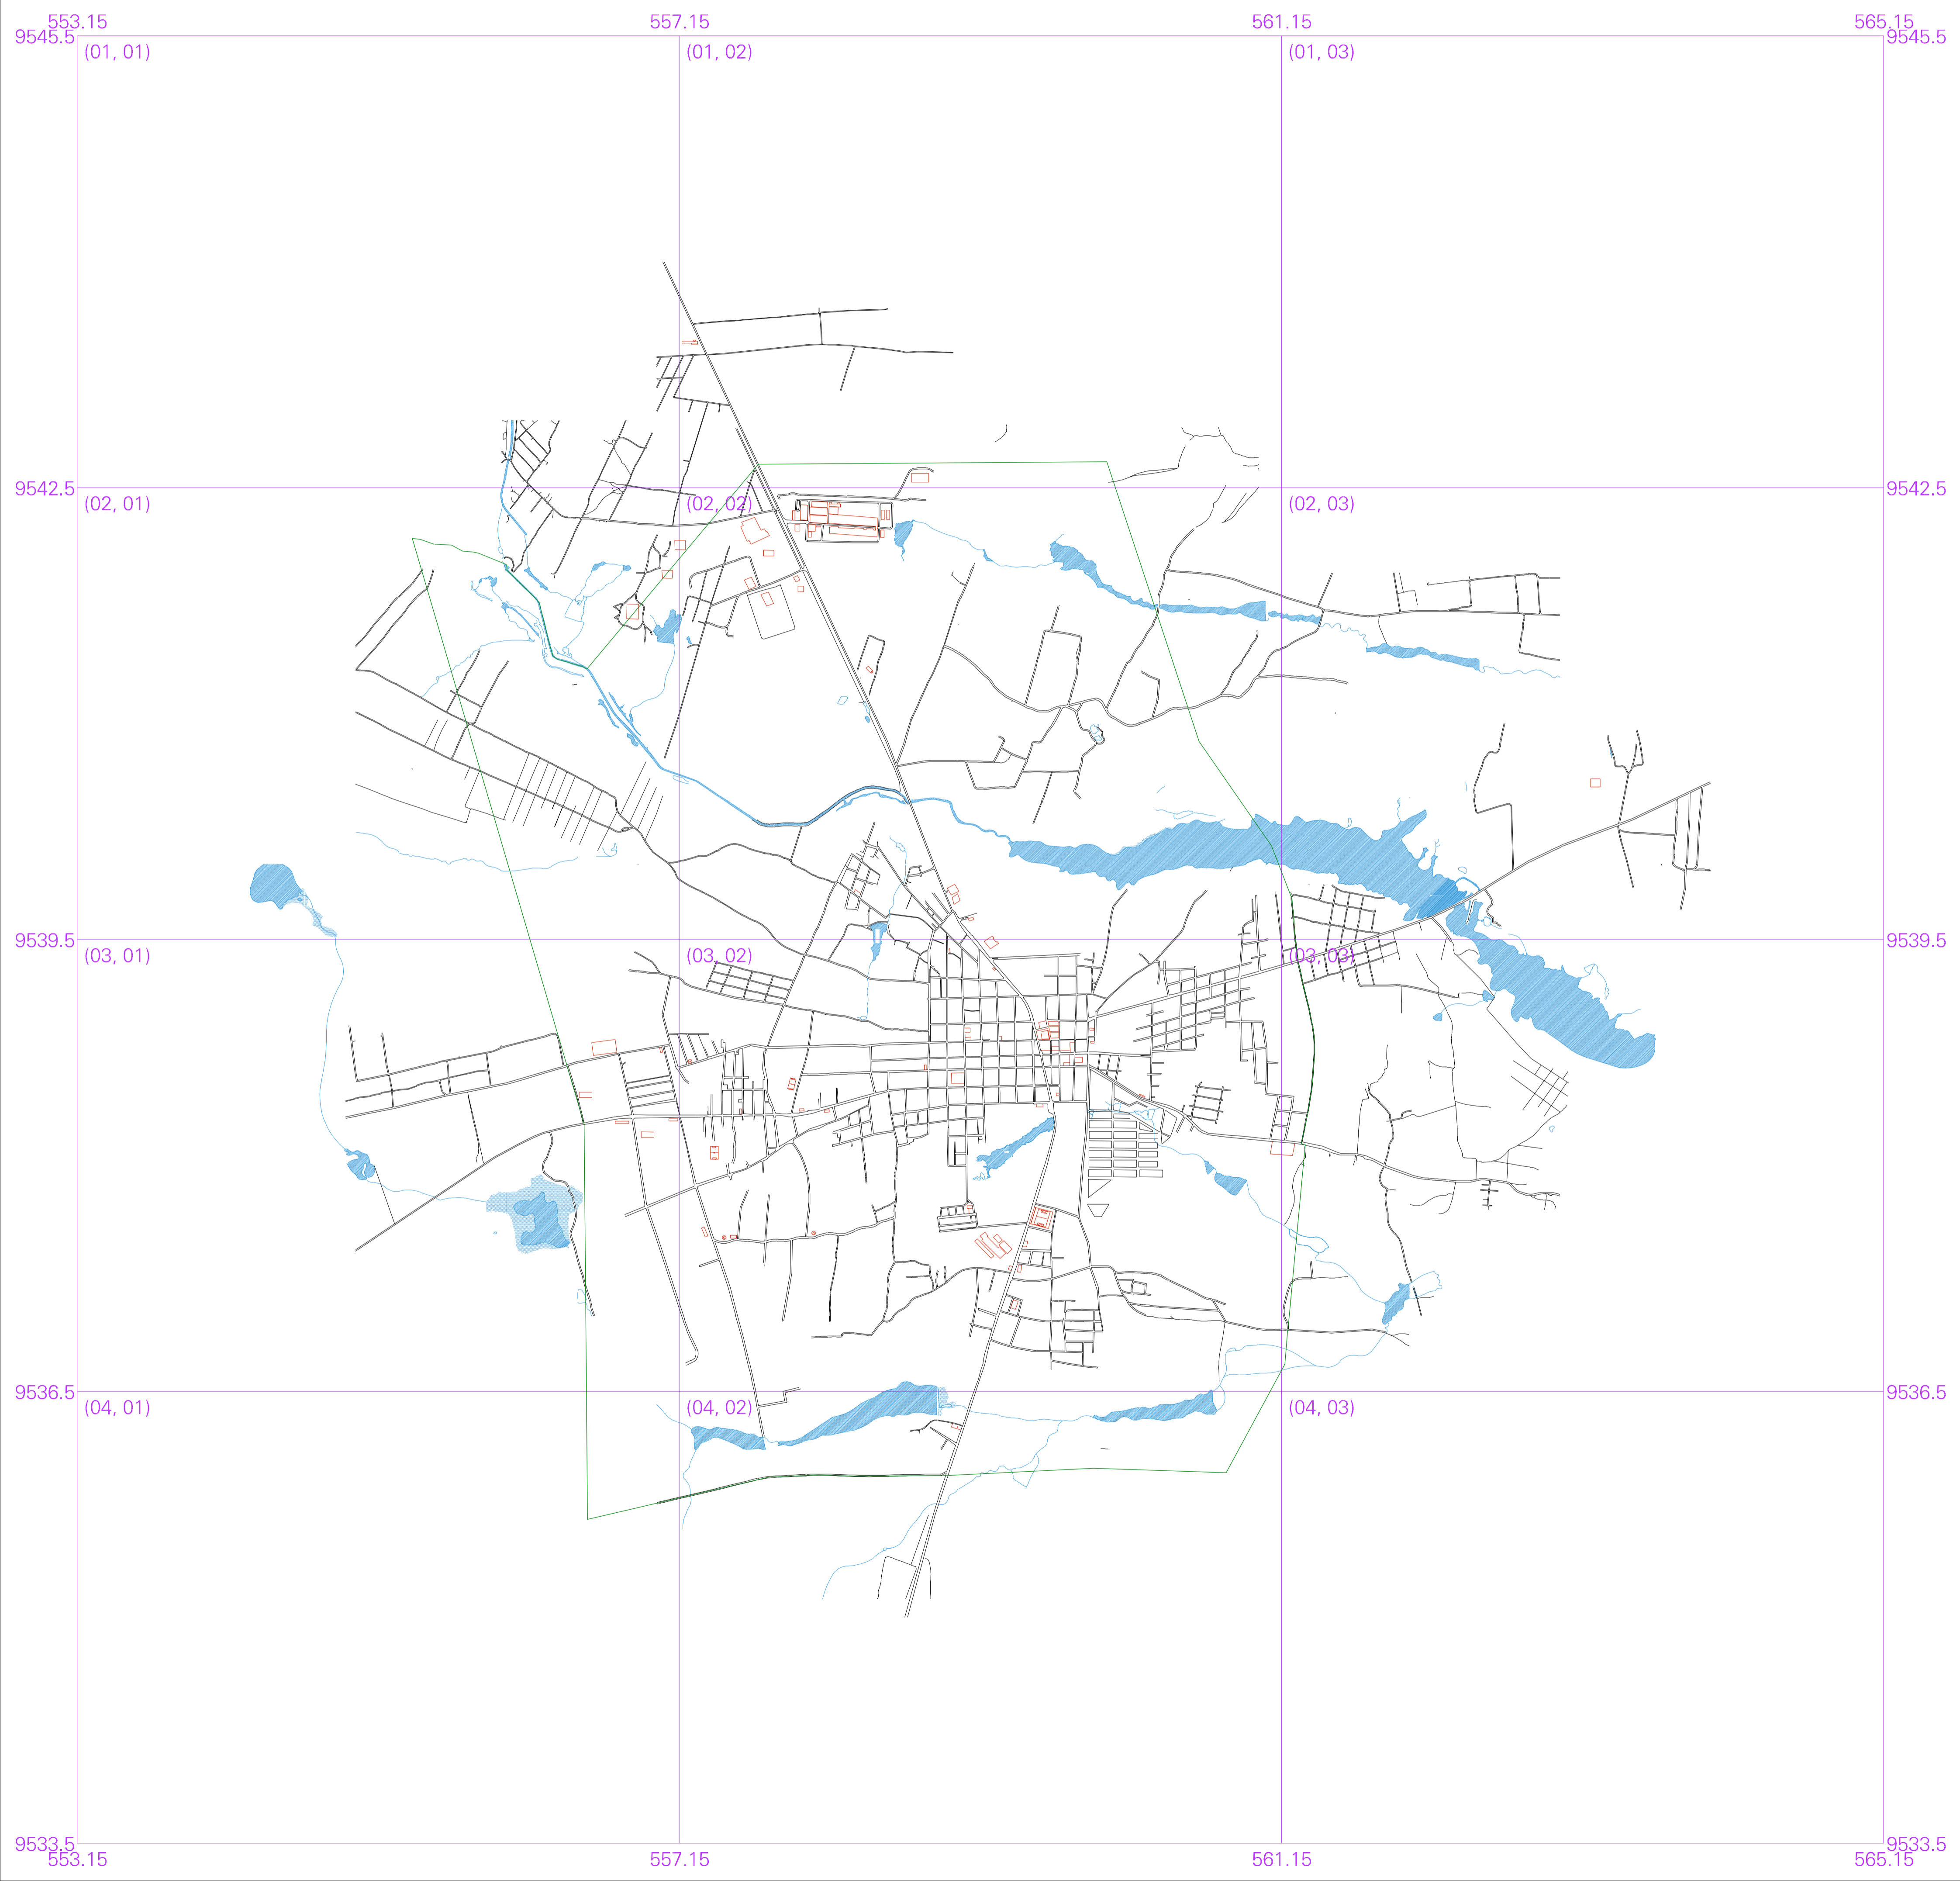 553.15 557.15 561.15 565.15
9545.5 9545.5
(01, 01) (01, 02) (01, 03)
9542.5 9542.5
(02, 01) (02, 02) (02, 03)
9539.5 9539.5
(03, 01) (03, 02) (03, 03)
9536.5 9536.5
(04, 01) (04, 02) (04, 03)
9533.5 9533.5
553.15 557.15 561.15 565.15